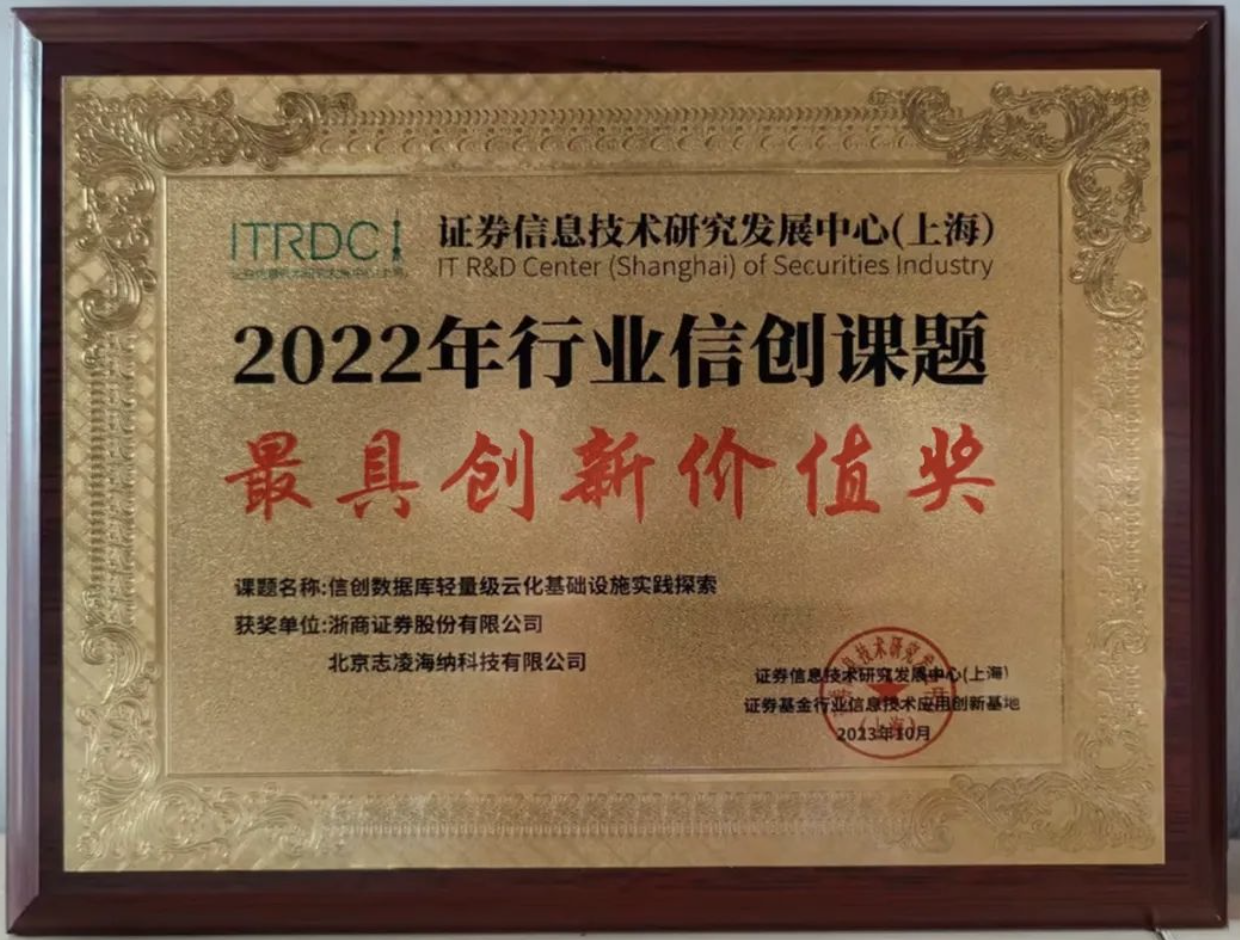 ITRDC
证券信息技术研究发展中心(上海)
IT R&D Center (Shanghai) of Securities Industry
2022年行业信创课题
最具创新价值奖
课题名称:信创数据库轻量级云化基础设施实践探索
获奖单位:浙商证券股份有限公司
北京志凌海纳科技有限公司
证券信息技术研究发展中心(上海)
证券基金行业信息技术应用创新基地
2023年10月